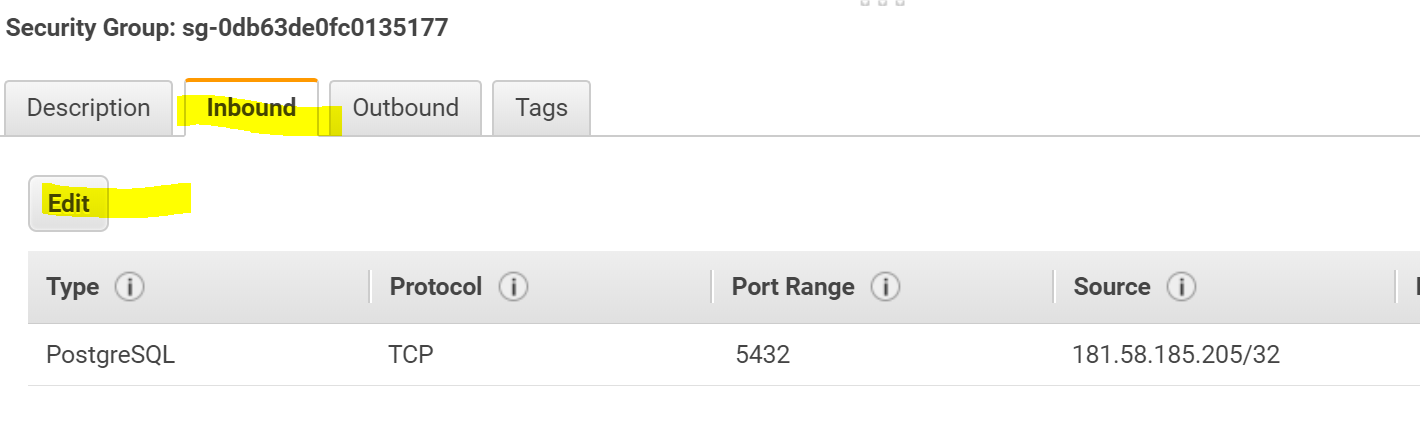 Security Group: sg-0db63de0fc0135177
Description Inbound Outbound Tags
Edit
Type Protocol Port Range Source
PostgreSQL TCP 5432 181.58.185.205/32